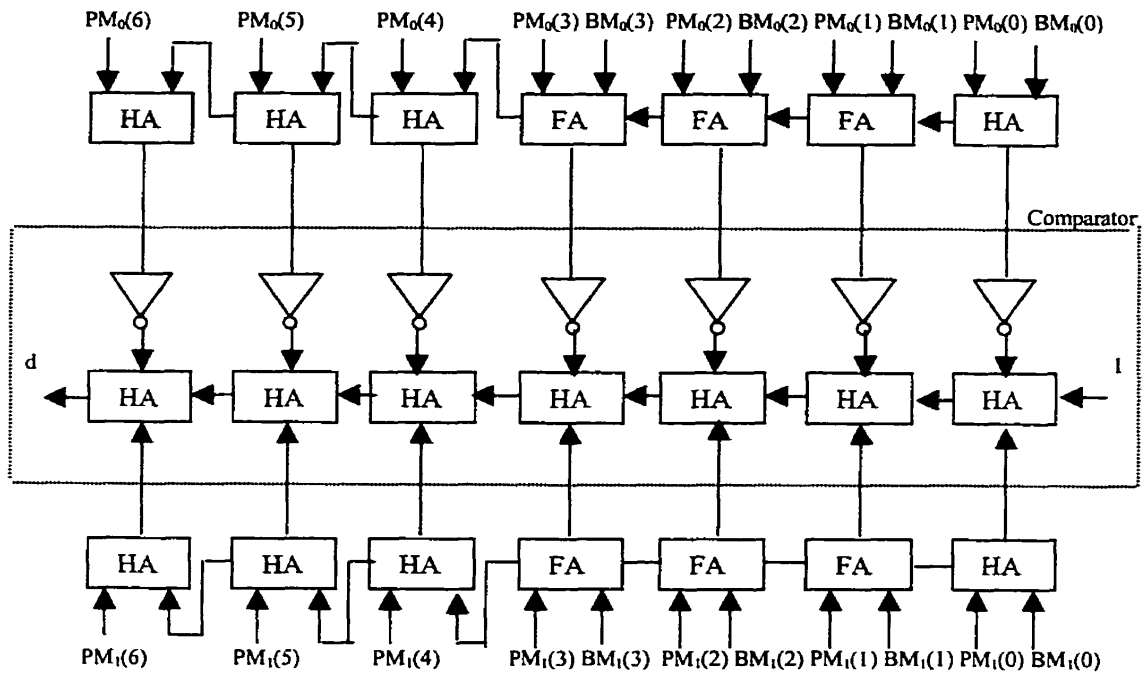 PM₀(6) PM₀(5) PM₀(4) PM₀(3) BM₀(3) PM₀(2) BM₀(2) PM₀(1) BM₀(1) PM₀(0) BM₀(0)
HA HA HA FA FA FA HA
Comparator
d HA HA HA HA HA HA HA 1
HA HA HA FA FA FA HA
PM₁(6) PM₁(5) PM₁(4) PM₁(3) BM₁(3) PM₁(2) BM₁(2) PM₁(1) BM₁(1) PM₁(0) BM₁(0)